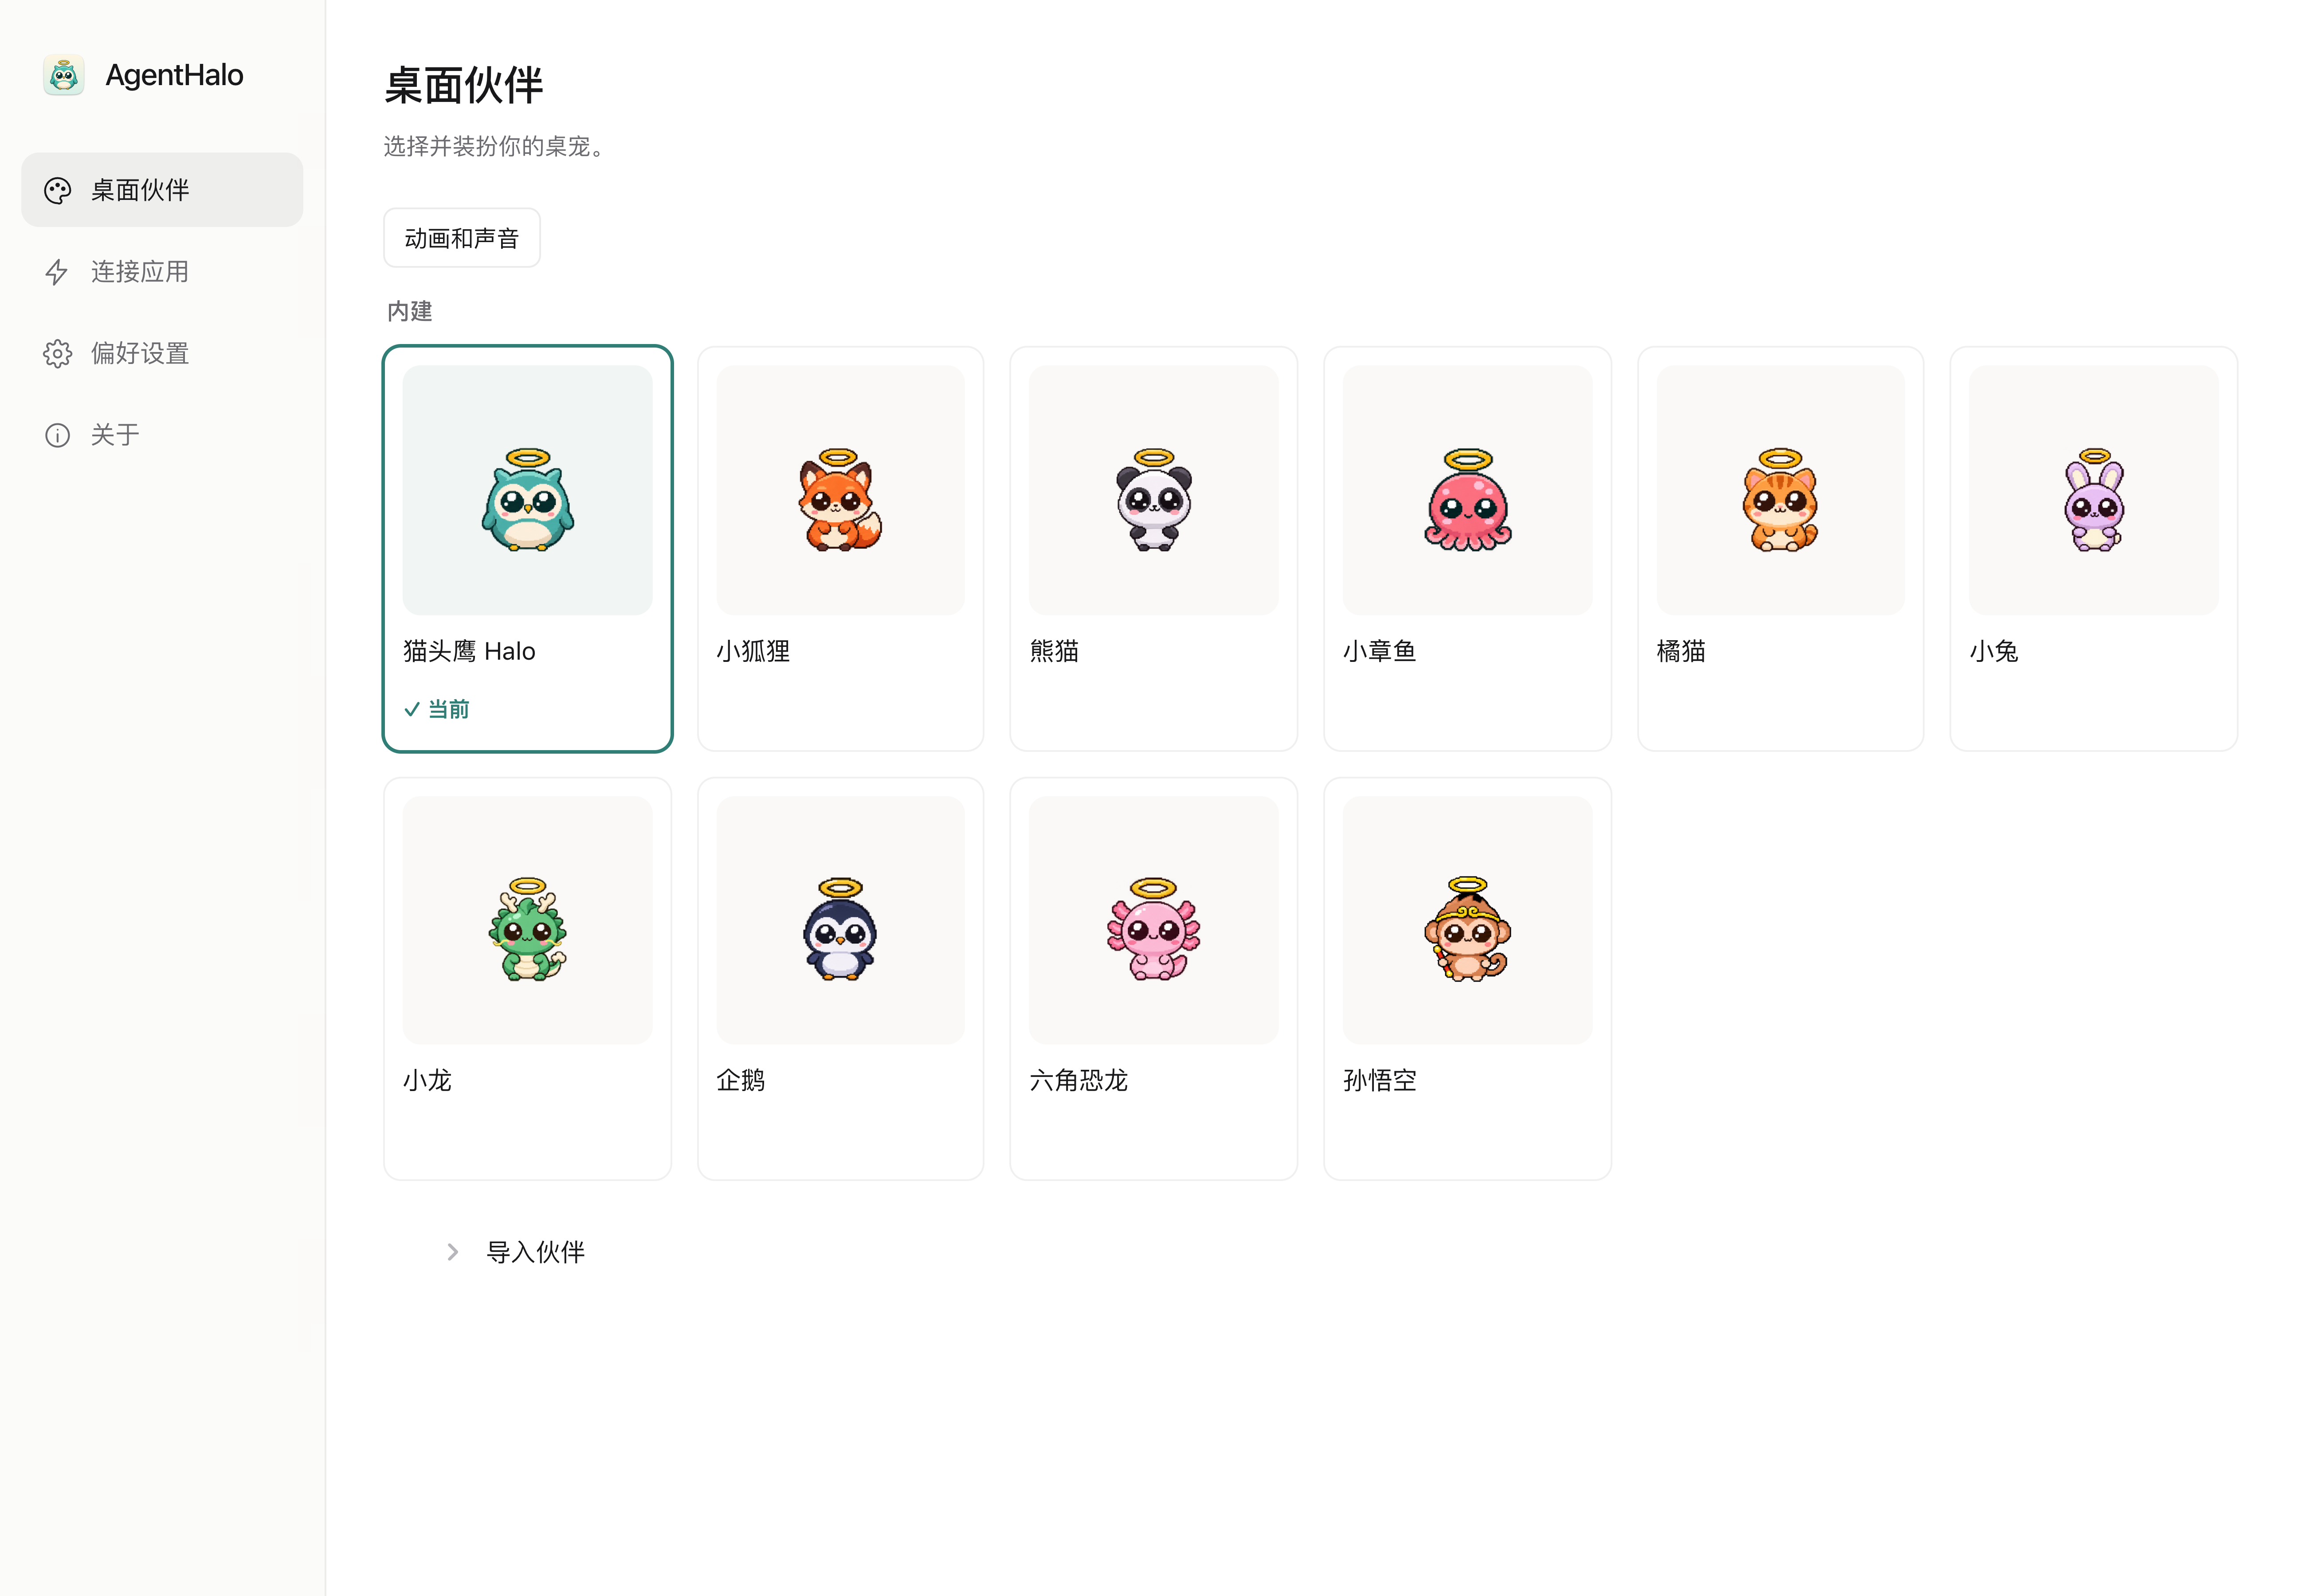 AgentHalo
桌面伙伴
连接应用
偏好设置
关于
桌面伙伴
选择并装扮你的桌宠。
动画和声音
内建
猫头鹰 Halo
当前
小狐狸
熊猫
小章鱼
橘猫
小兔
小龙
企鹅
六角恐龙
孙悟空
导入伙伴